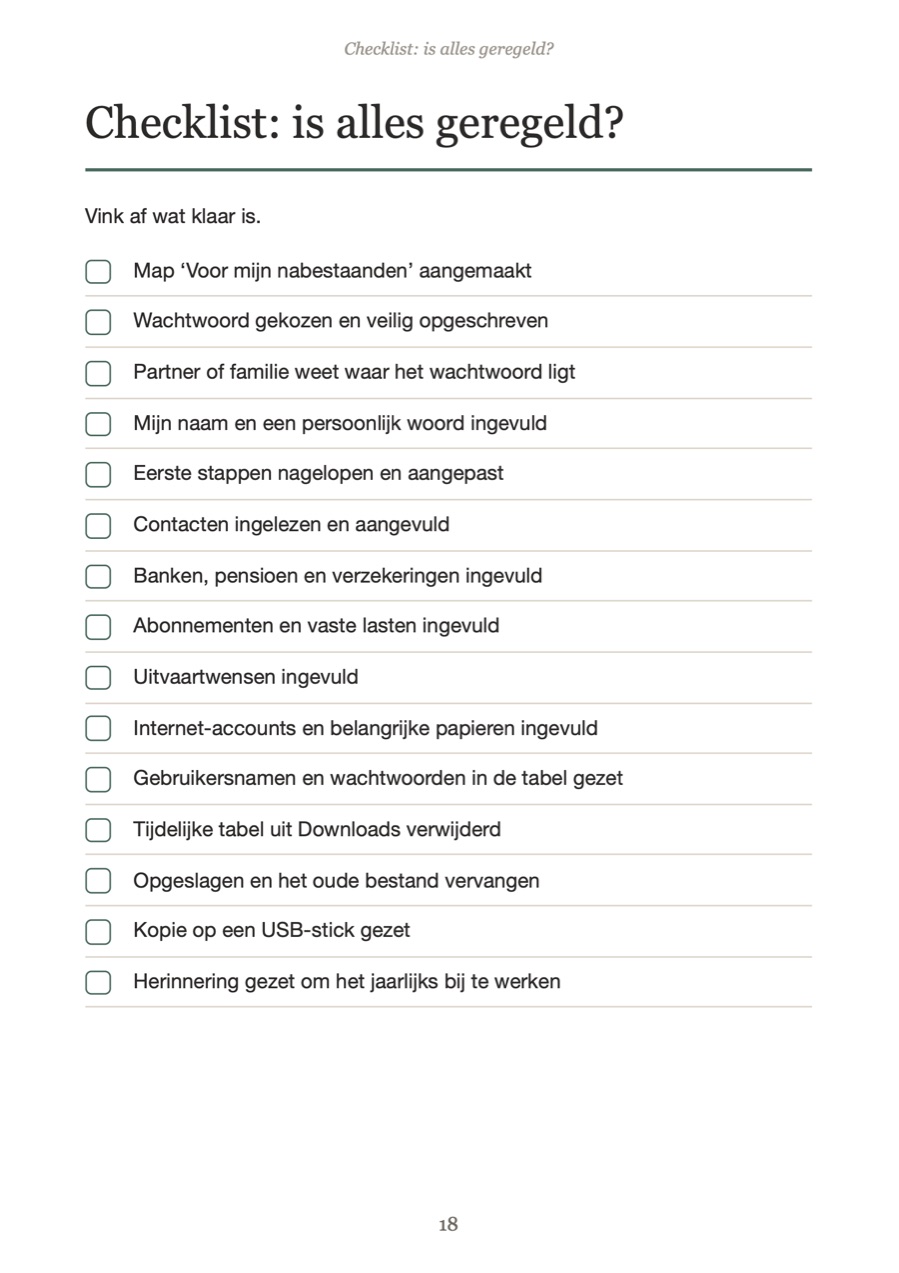 Checklist: is alles geregeld?
Checklist: is alles geregeld?
Vink af wat klaar is.
Map ‘Voor mijn nabestaanden’ aangemaakt
Wachtwoord gekozen en veilig opgeschreven
Partner of familie weet waar het wachtwoord ligt
Mijn naam en een persoonlijk woord ingevuld
Eerste stappen nagelopen en aangepast
Contacten ingelezen en aangevuld
Banken, pensioen en verzekeringen ingevuld
Abonnementen en vaste lasten ingevuld
Uitvaartwensen ingevuld
Internet-accounts en belangrijke papieren ingevuld
Gebruikersnamen en wachtwoorden in de tabel gezet
Tijdelijke tabel uit Downloads verwijderd
Opgeslagen en het oude bestand vervangen
Kopie op een USB-stick gezet
Herinnering gezet om het jaarlijks bij te werken
18